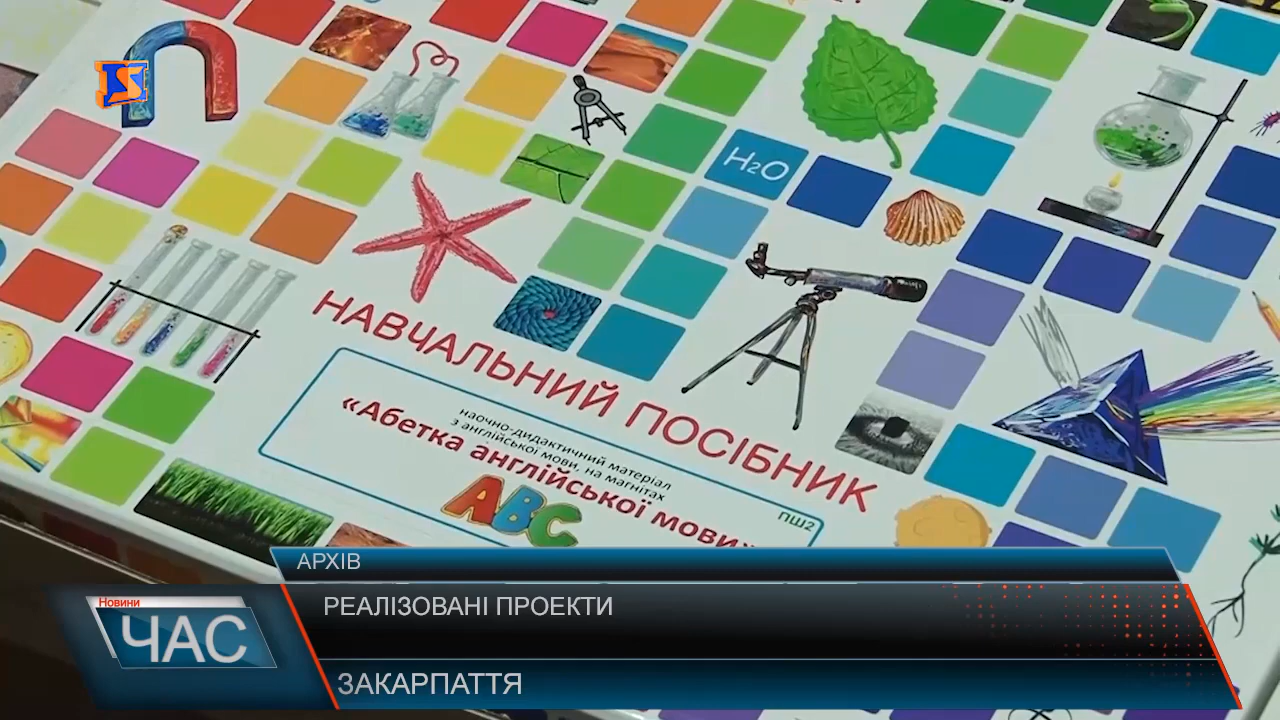 H₂O
НАВЧАЛЬНИЙ ПОСІБНИК
наочно-дидактичний матеріал
з англійської мови, на магнітах
«Абетка англійської мови»
ABC
ПШ2
АРХІВ
Новини
ЧАС
РЕАЛІЗОВАНІ ПРОЕКТИ
ЗАКАРПАТТЯ